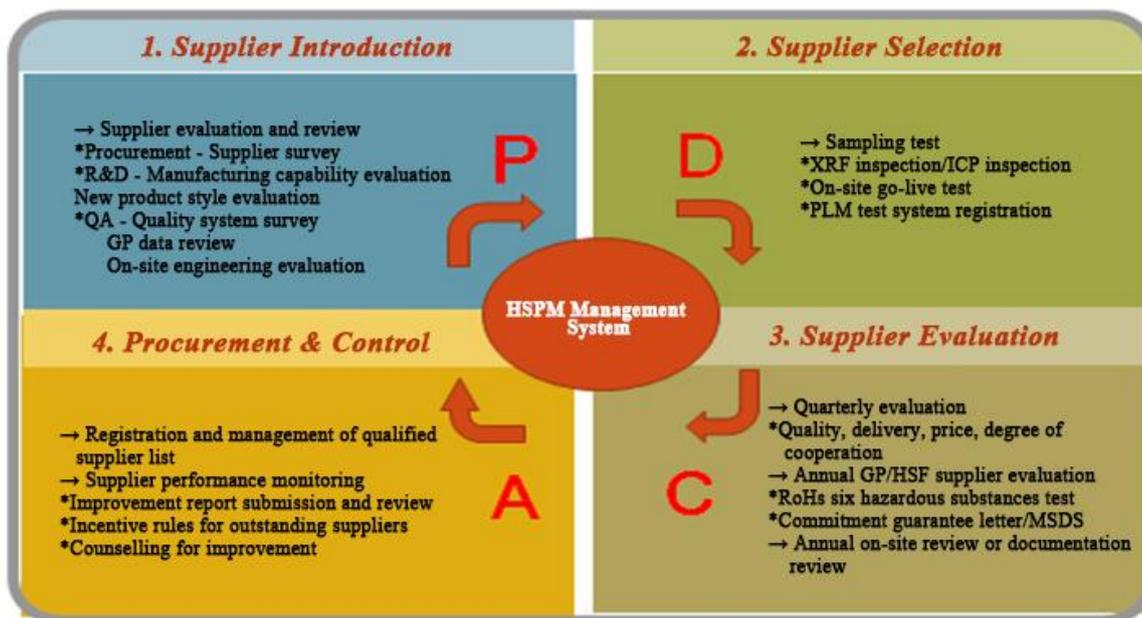 1. Supplier Introduction
→ Supplier evaluation and review
*Procurement - Supplier survey
*R&D - Manufacturing capability evaluation
New product style evaluation
*QA - Quality system survey
GP data review
On-site engineering evaluation
P
2. Supplier Selection
D
→ Sampling test
*XRF inspection/ICP inspection
*On-site go-live test
*PLM test system registration
HSPM Management
System
3. Supplier Evaluation
→ Quarterly evaluation
*Quality, delivery, price, degree of
cooperation
→ Annual GP/HSF supplier evaluation
*RoHs six hazardous substances test
*Commitment guarantee letter/MSDS
→ Annual on-site review or documentation
review
C
4. Procurement & Control
→ Registration and management of qualified
supplier list
→ Supplier performance monitoring
*Improvement report submission and review
*Incentive rules for outstanding suppliers
*Counselling for improvement
A